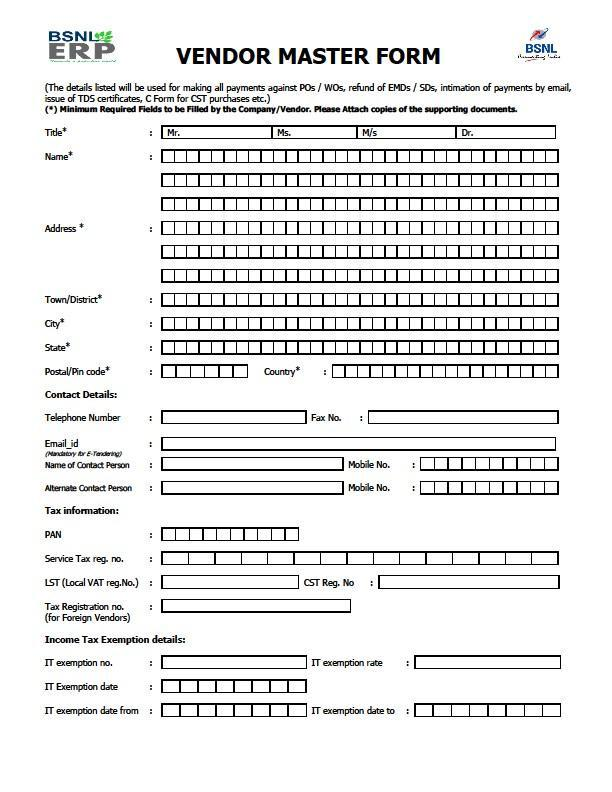 BSNL
ERP
VENDOR MASTER FORM
BSNL
(The details listed will be used for making all payments against POs / WOs, refund of EMDs / SDs, intimation of payments by email,
issue of TDS certificates, C Form for CST purchases etc.)
(*) Minimum Required Fields to be Filled by the Company/Vendor. Please Attach copies of the supporting documents.
Title* : Mr. Ms. M/s Dr.
Name* :
Address * :
Town/District* :
City* :
State* :
Postal/Pin code* : Country* :
Contact Details:
Telephone Number : Fax No. :
Email_id :
(Mandatory for E-Tendering)
Name of Contact Person : Mobile No. :
Alternate Contact Person : Mobile No. :
Tax information:
PAN :
Service Tax reg. no. :
LST (Local VAT reg.No.) : CST Reg. No :
Tax Registration no. :
(for Foreign Vendors)
Income Tax Exemption details:
IT exemption no. : IT exemption rate :
IT Exemption date :
IT exemption date from : IT exemption date to :